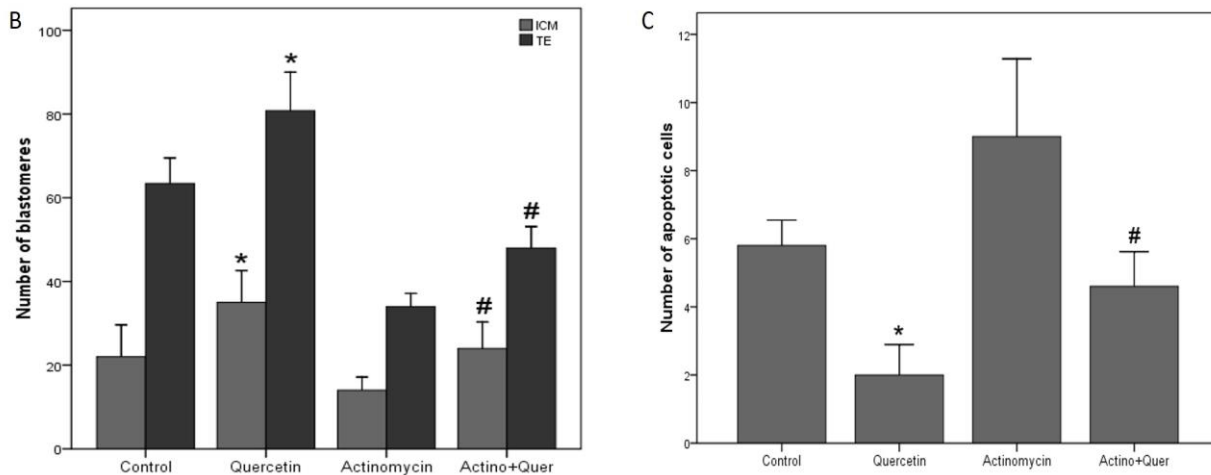 B
Number of blastomeres
100
80
60
40
20
0
ICM
TE
*
*
#
#
Control Quercetin Actinomycin Actino+Quer
C
Number of apoptotic cells
12
10
8
6
4
2
0
*
#
Control Quercetin Actinomycin Actino+Quer